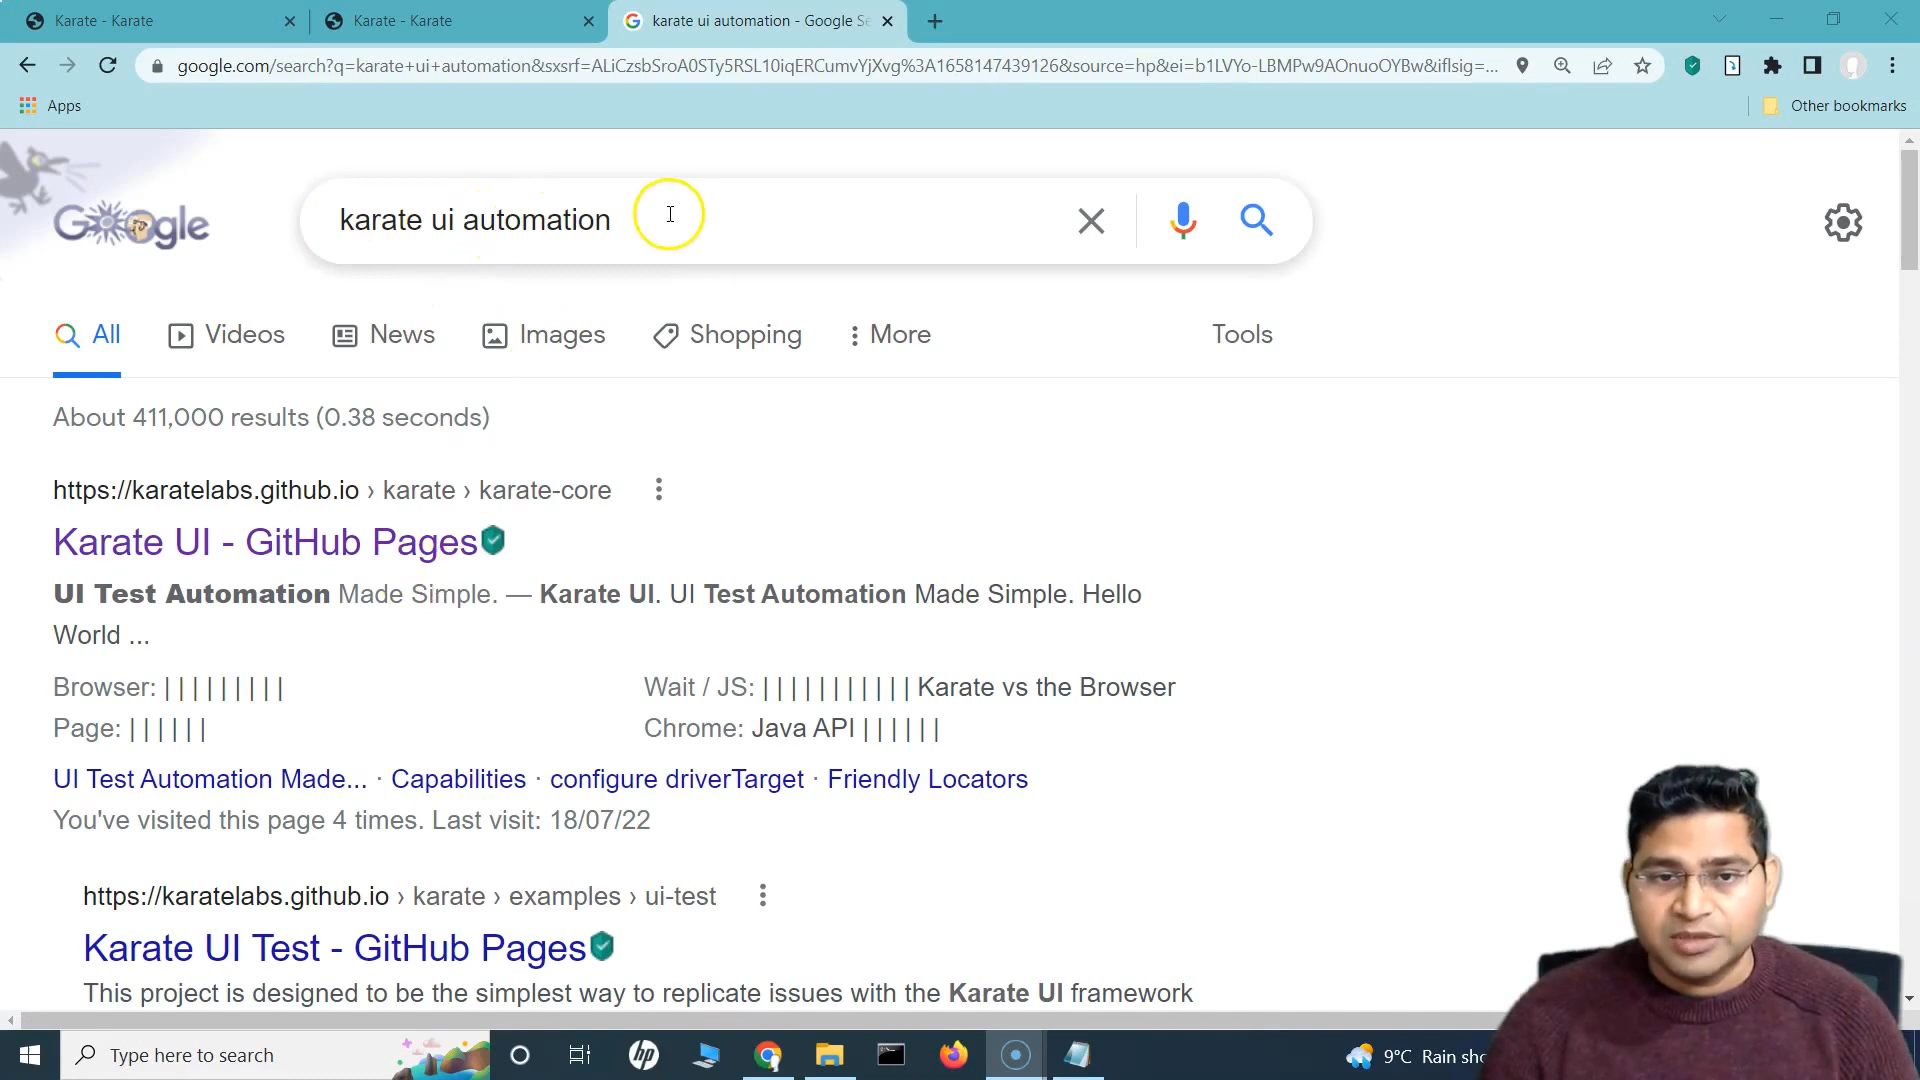 Karate - Karate
Karate - Karate
karate ui automation - Google Se
google.com/search?q=karate+ui+automation&sxsrf=ALiCzsbSroA0STy5RSL10iqERCumvYjXvg%3A1658147439126&source=hp&ei=b1LVYo-LBMPw9AOnuoOYBw&iflsig=...
Apps
Other bookmarks
Google
karate ui automation
All
Videos
News
Images
Shopping
More
Tools
About 411,000 results (0.38 seconds)
https://karatelabs.github.io › karate › karate-core
Karate UI - GitHub Pages
UI Test Automation Made Simple. — Karate UI. UI Test Automation Made Simple. Hello
World ...
Browser: | | | | | | | | |
Wait / JS: | | | | | | | | | | | Karate vs the Browser
Page: | | | | | |
Chrome: Java API | | | | | |
UI Test Automation Made... · Capabilities · configure driverTarget · Friendly Locators
You've visited this page 4 times. Last visit: 18/07/22
https://karatelabs.github.io › karate › examples › ui-test
Karate UI Test - GitHub Pages
This project is designed to be the simplest way to replicate issues with the Karate UI framework
Type here to search
hp
9°C Rain sho